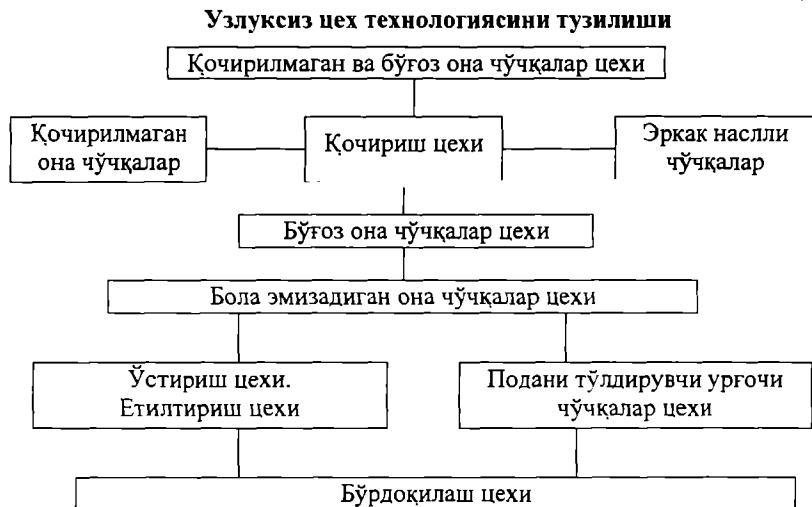 Узлуксиз цех технологиясини тузилиши
Қочирилмаган ва бўғоз она чўчқалар цехи
Қочирилмаган
она чўчқалар
Қочириш цехи
Эркак наслли
чўчқалар
Бўғоз она чўчқалар цехи
Бола эмизадиган она чўчқалар цехи
Ўстириш цехи.
Етилтириш цехи
Подани тўлдирувчи урғочи
чўчқалар цехи
Бўрдоқилаш цехи